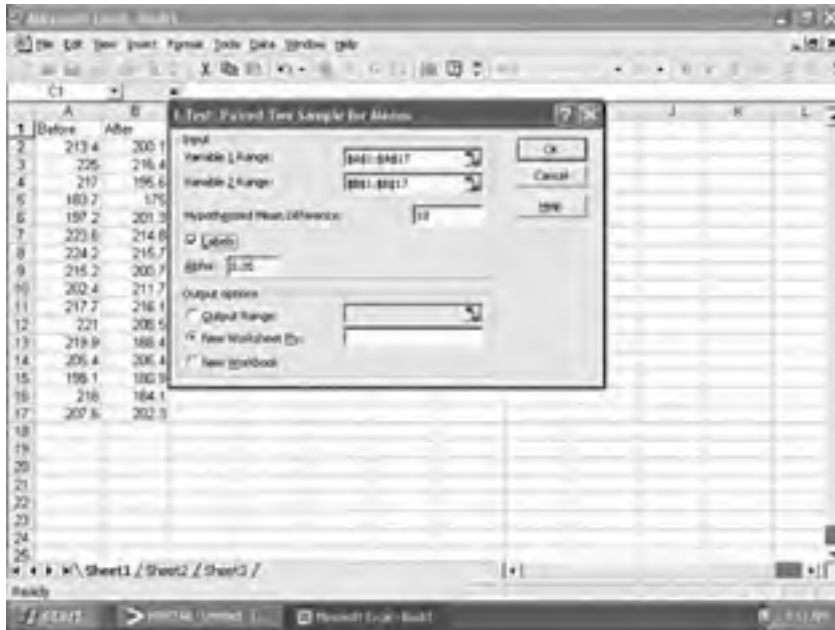 Microsoft Excel - Book1
File Edit View Insert Format Tools Data Window Help
C1 =
A B J K L
1 Before After
2 213.4 200.1
3 226 216.4
4 217 195.6
5 183.7 175
6 197.2 201.3
7 223.6 214.8
8 224.2 215.7
9 215.2 200.7
10 202.4 211.7
11 217.7 216.1
12 221 208.5
13 219.9 188.4
14 205.4 206.4
15 195.1 180.9
16 218 184.1
17 207.6 202.3
18
19
20
21
22
23
24
25
t-Test: Paired Two Sample for Means
Input
Variable 1 Range: $A$1:$A$17
Variable 2 Range: $B$1:$B$17
Hypothesized Mean Difference: 10
Labels
Alpha: 0.05
Output options
Output Range:
New Worksheet Ply:
New Workbook
OK
Cancel
Help
Sheet1 / Sheet2 / Sheet3 /
Ready
start
Microsoft Excel - Book1